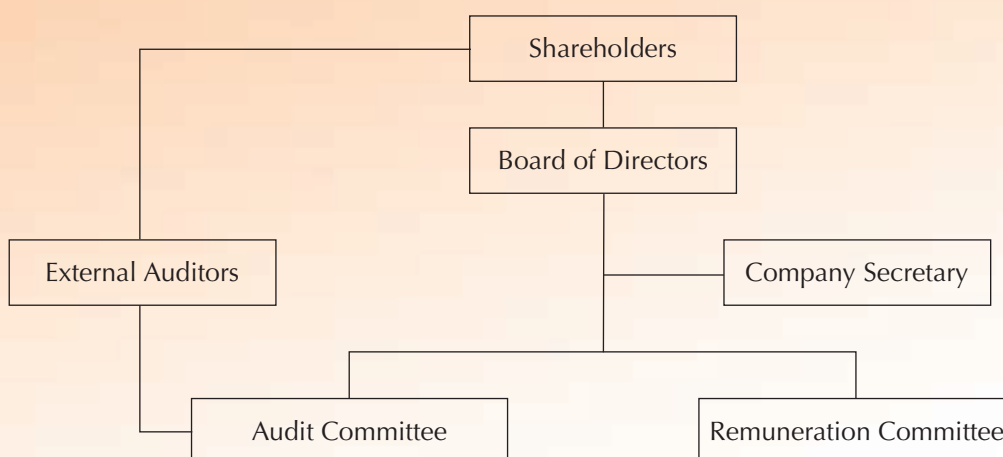 Shareholders
Board of Directors
External Auditors
Company Secretary
Audit Committee
Remuneration Committee